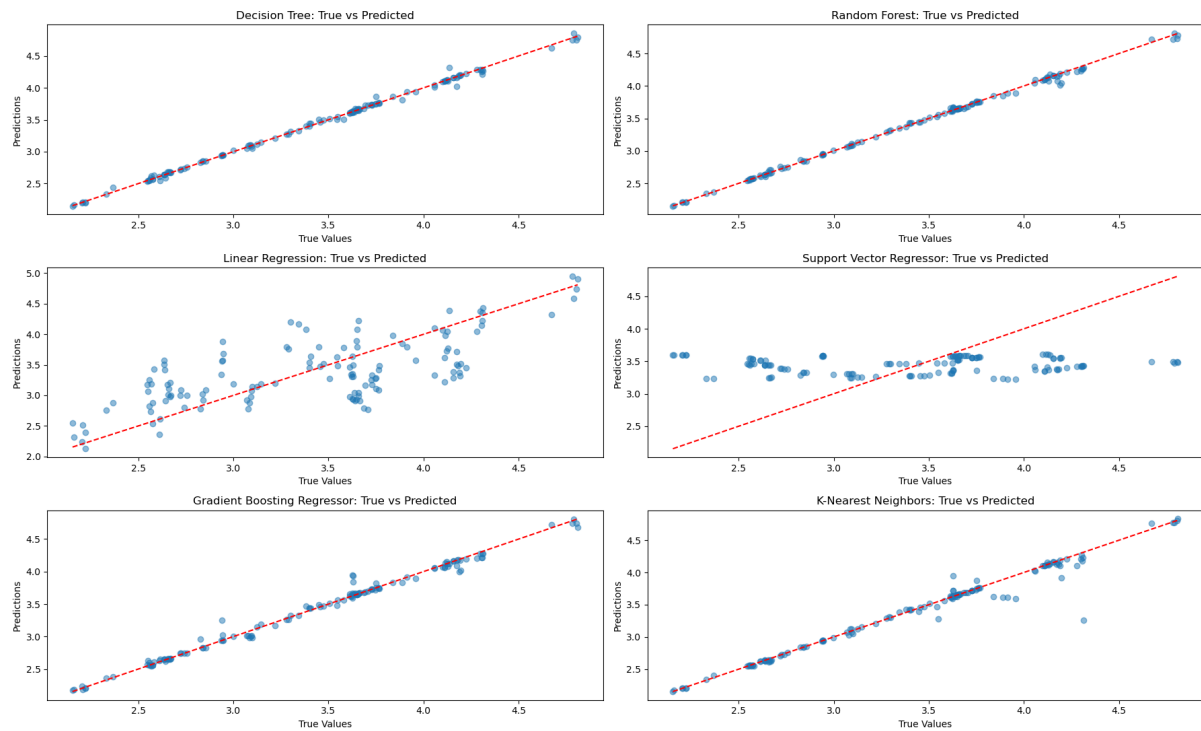 Decision Tree: True vs Predicted
Predictions
4.5
4.0
3.5
3.0
2.5
2.5 3.0 3.5 4.0 4.5
True Values
Random Forest: True vs Predicted
Predictions
4.5
4.0
3.5
3.0
2.5
2.5 3.0 3.5 4.0 4.5
True Values
Linear Regression: True vs Predicted
Predictions
5.0
4.5
4.0
3.5
3.0
2.5
2.0
2.5 3.0 3.5 4.0 4.5
True Values
Support Vector Regressor: True vs Predicted
Predictions
4.5
4.0
3.5
3.0
2.5
2.5 3.0 3.5 4.0 4.5
True Values
Gradient Boosting Regressor: True vs Predicted
Predictions
4.5
4.0
3.5
3.0
2.5
2.5 3.0 3.5 4.0 4.5
True Values
K-Nearest Neighbors: True vs Predicted
Predictions
4.5
4.0
3.5
3.0
2.5
2.5 3.0 3.5 4.0 4.5
True Values